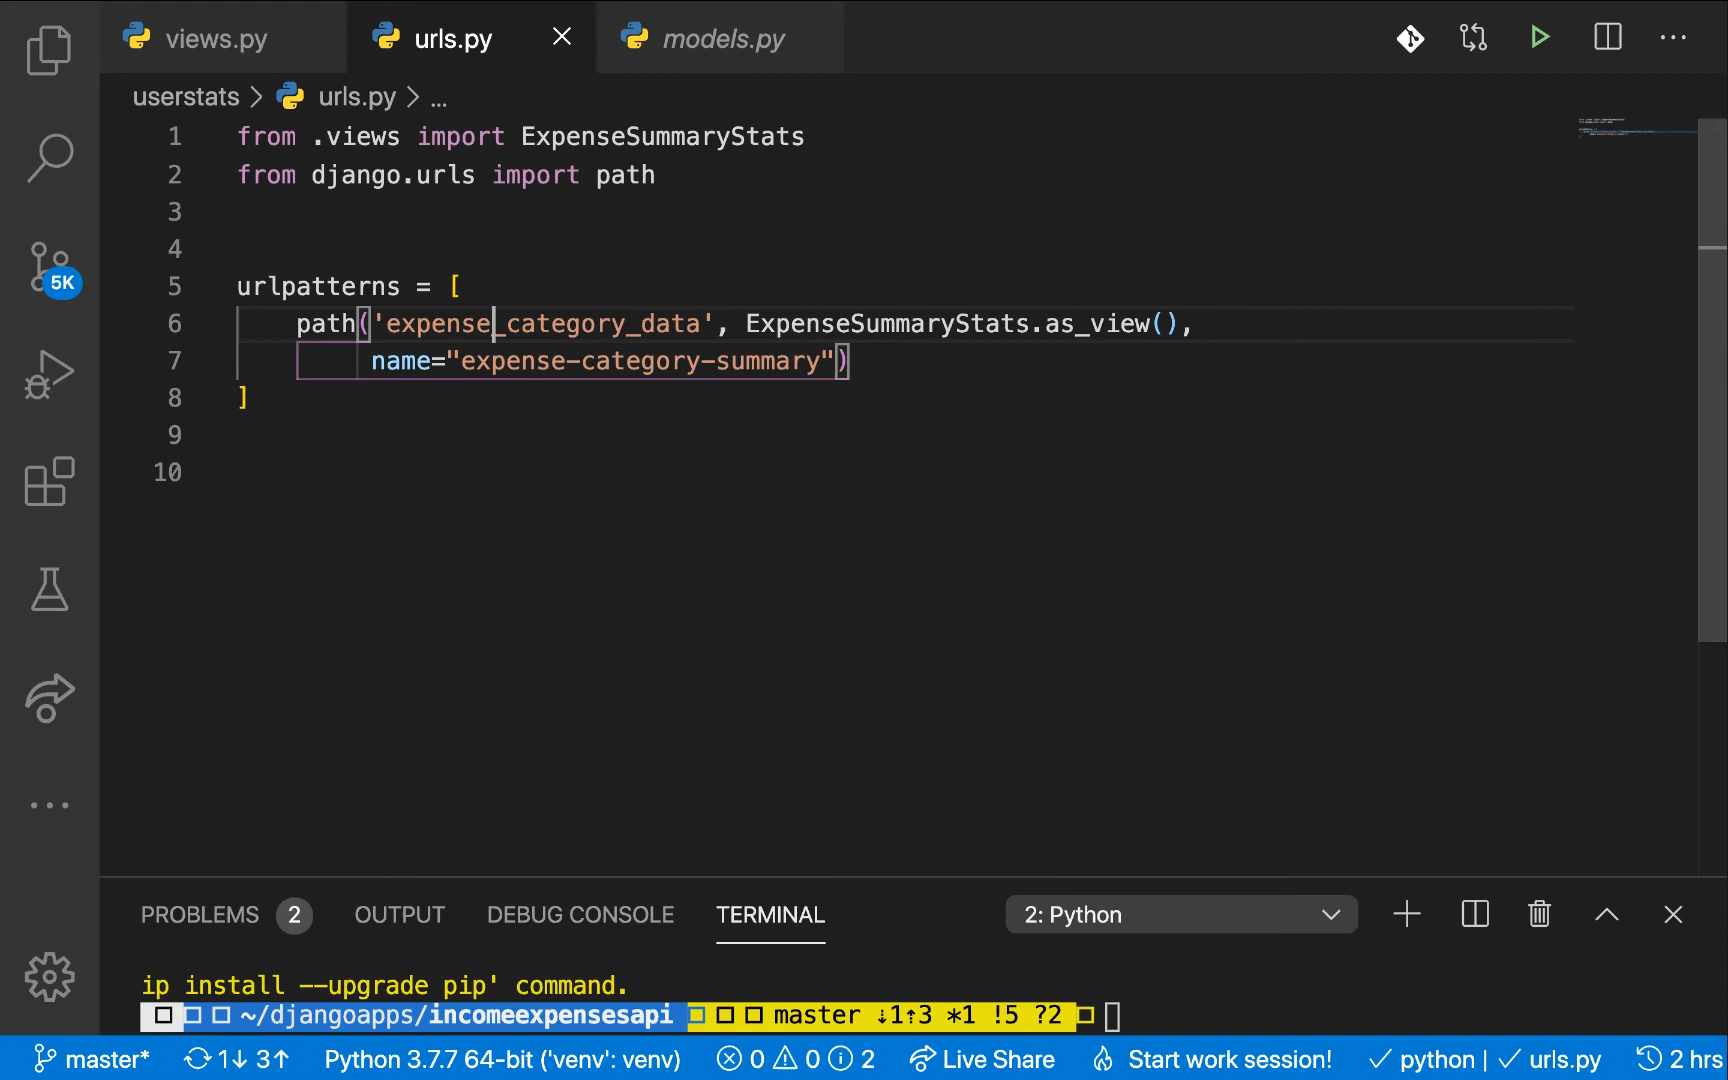 views.py
urls.py
models.py
userstats > urls.py > ...
1 from .views import ExpenseSummaryStats
2 from django.urls import path
3
4
5 urlpatterns = [
6 path('expense_category_data', ExpenseSummaryStats.as_view(),
7 name="expense-category-summary")
8 ]
9
10
5K
PROBLEMS 2 OUTPUT DEBUG CONSOLE TERMINAL 2: Python
ip install --upgrade pip' command.
~/djangoapps/incomeexpensesapi master ⇣1⇡3 *1 !5 ?2
master* 1↓ 3↑ Python 3.7.7 64-bit ('venv': venv) 0 0 2 Live Share Start work session! ✓ python | ✓ urls.py 2 hrs